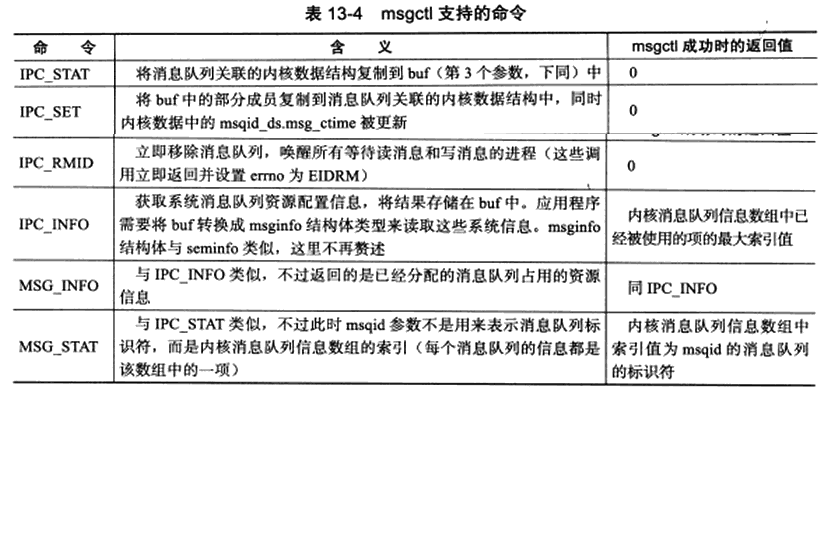 表 13-4 msgctl 支持的命令
命 令 含 义 msgctl 成功时的返回值
IPC_STAT 将消息队列关联的内核数据结构复制到 buf（第 3 个参数，下同）中 0
将 buf 中的部分成员复制到消息队列关联的内核数据结构中，同时
IPC_SET 0
内核数据中的 msqid_ds.msg_ctime 被更新
立即移除消息队列，唤醒所有等待读消息和写消息的进程（这些调
IPC_RMID 0
用立即返回并设置 errno 为 EIDRM）
获取系统消息队列资源配置信息，将结果存储在 buf 中。应用程序
IPC_INFO 需要将 buf 转换成 msginfo 结构体类型来读取这些系统信息。msginfo
结构体与 seminfo 类似，这里不再赘述
内核消息队列信息数组中已
经被使用的项的最大索引值
与 IPC_INFO 类似，不过返回的是已经分配的消息队列占用的资源
MSG_INFO 同 IPC_INFO
信息
与 IPC_STAT 类似，不过此时 msqid 参数不是用来表示消息队列标
MSG_STAT 识符，而是内核消息队列信息数组的索引（每个消息队列的信息都是
该数组中的一项）
内核消息队列信息数组中
索引值为 msqid 的消息队列
的标识符